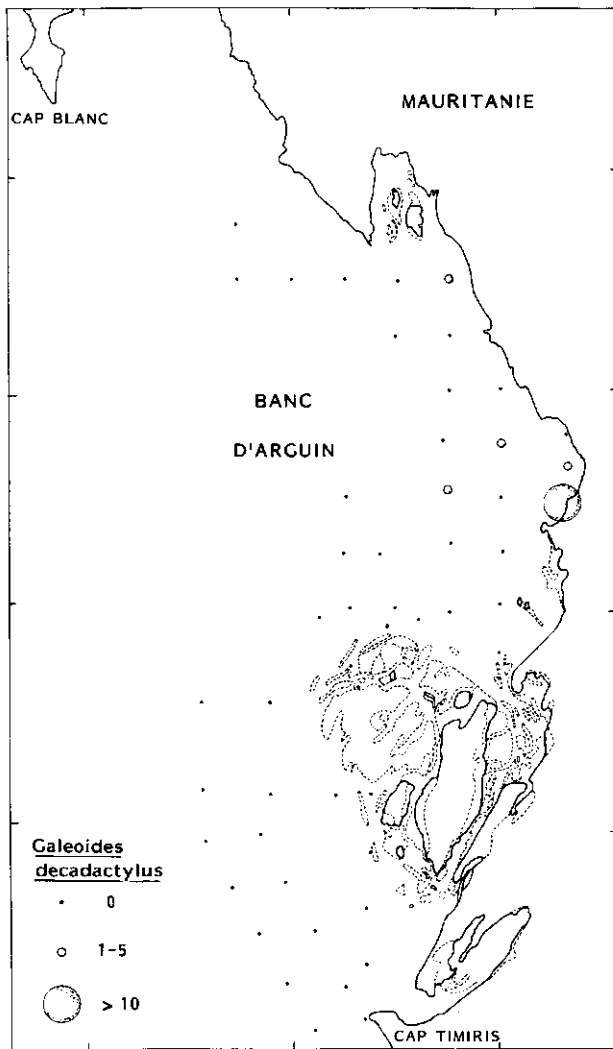 MAURITANIE
CAP BLANC
BANC
D'ARGUIN
Galeoides
decadactylus
0
1-5
> 10
CAP TIMIRIS